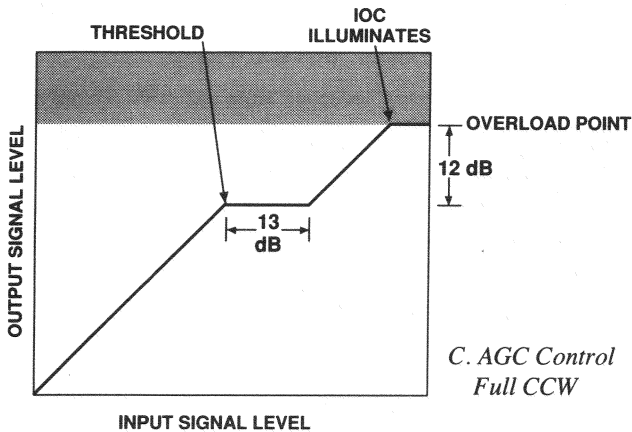 IOC
THRESHOLD
ILLUMINATES
OVERLOAD POINT
12 dB
13
dB
OUTPUT SIGNAL LEVEL
C. AGC Control
Full CCW
INPUT SIGNAL LEVEL